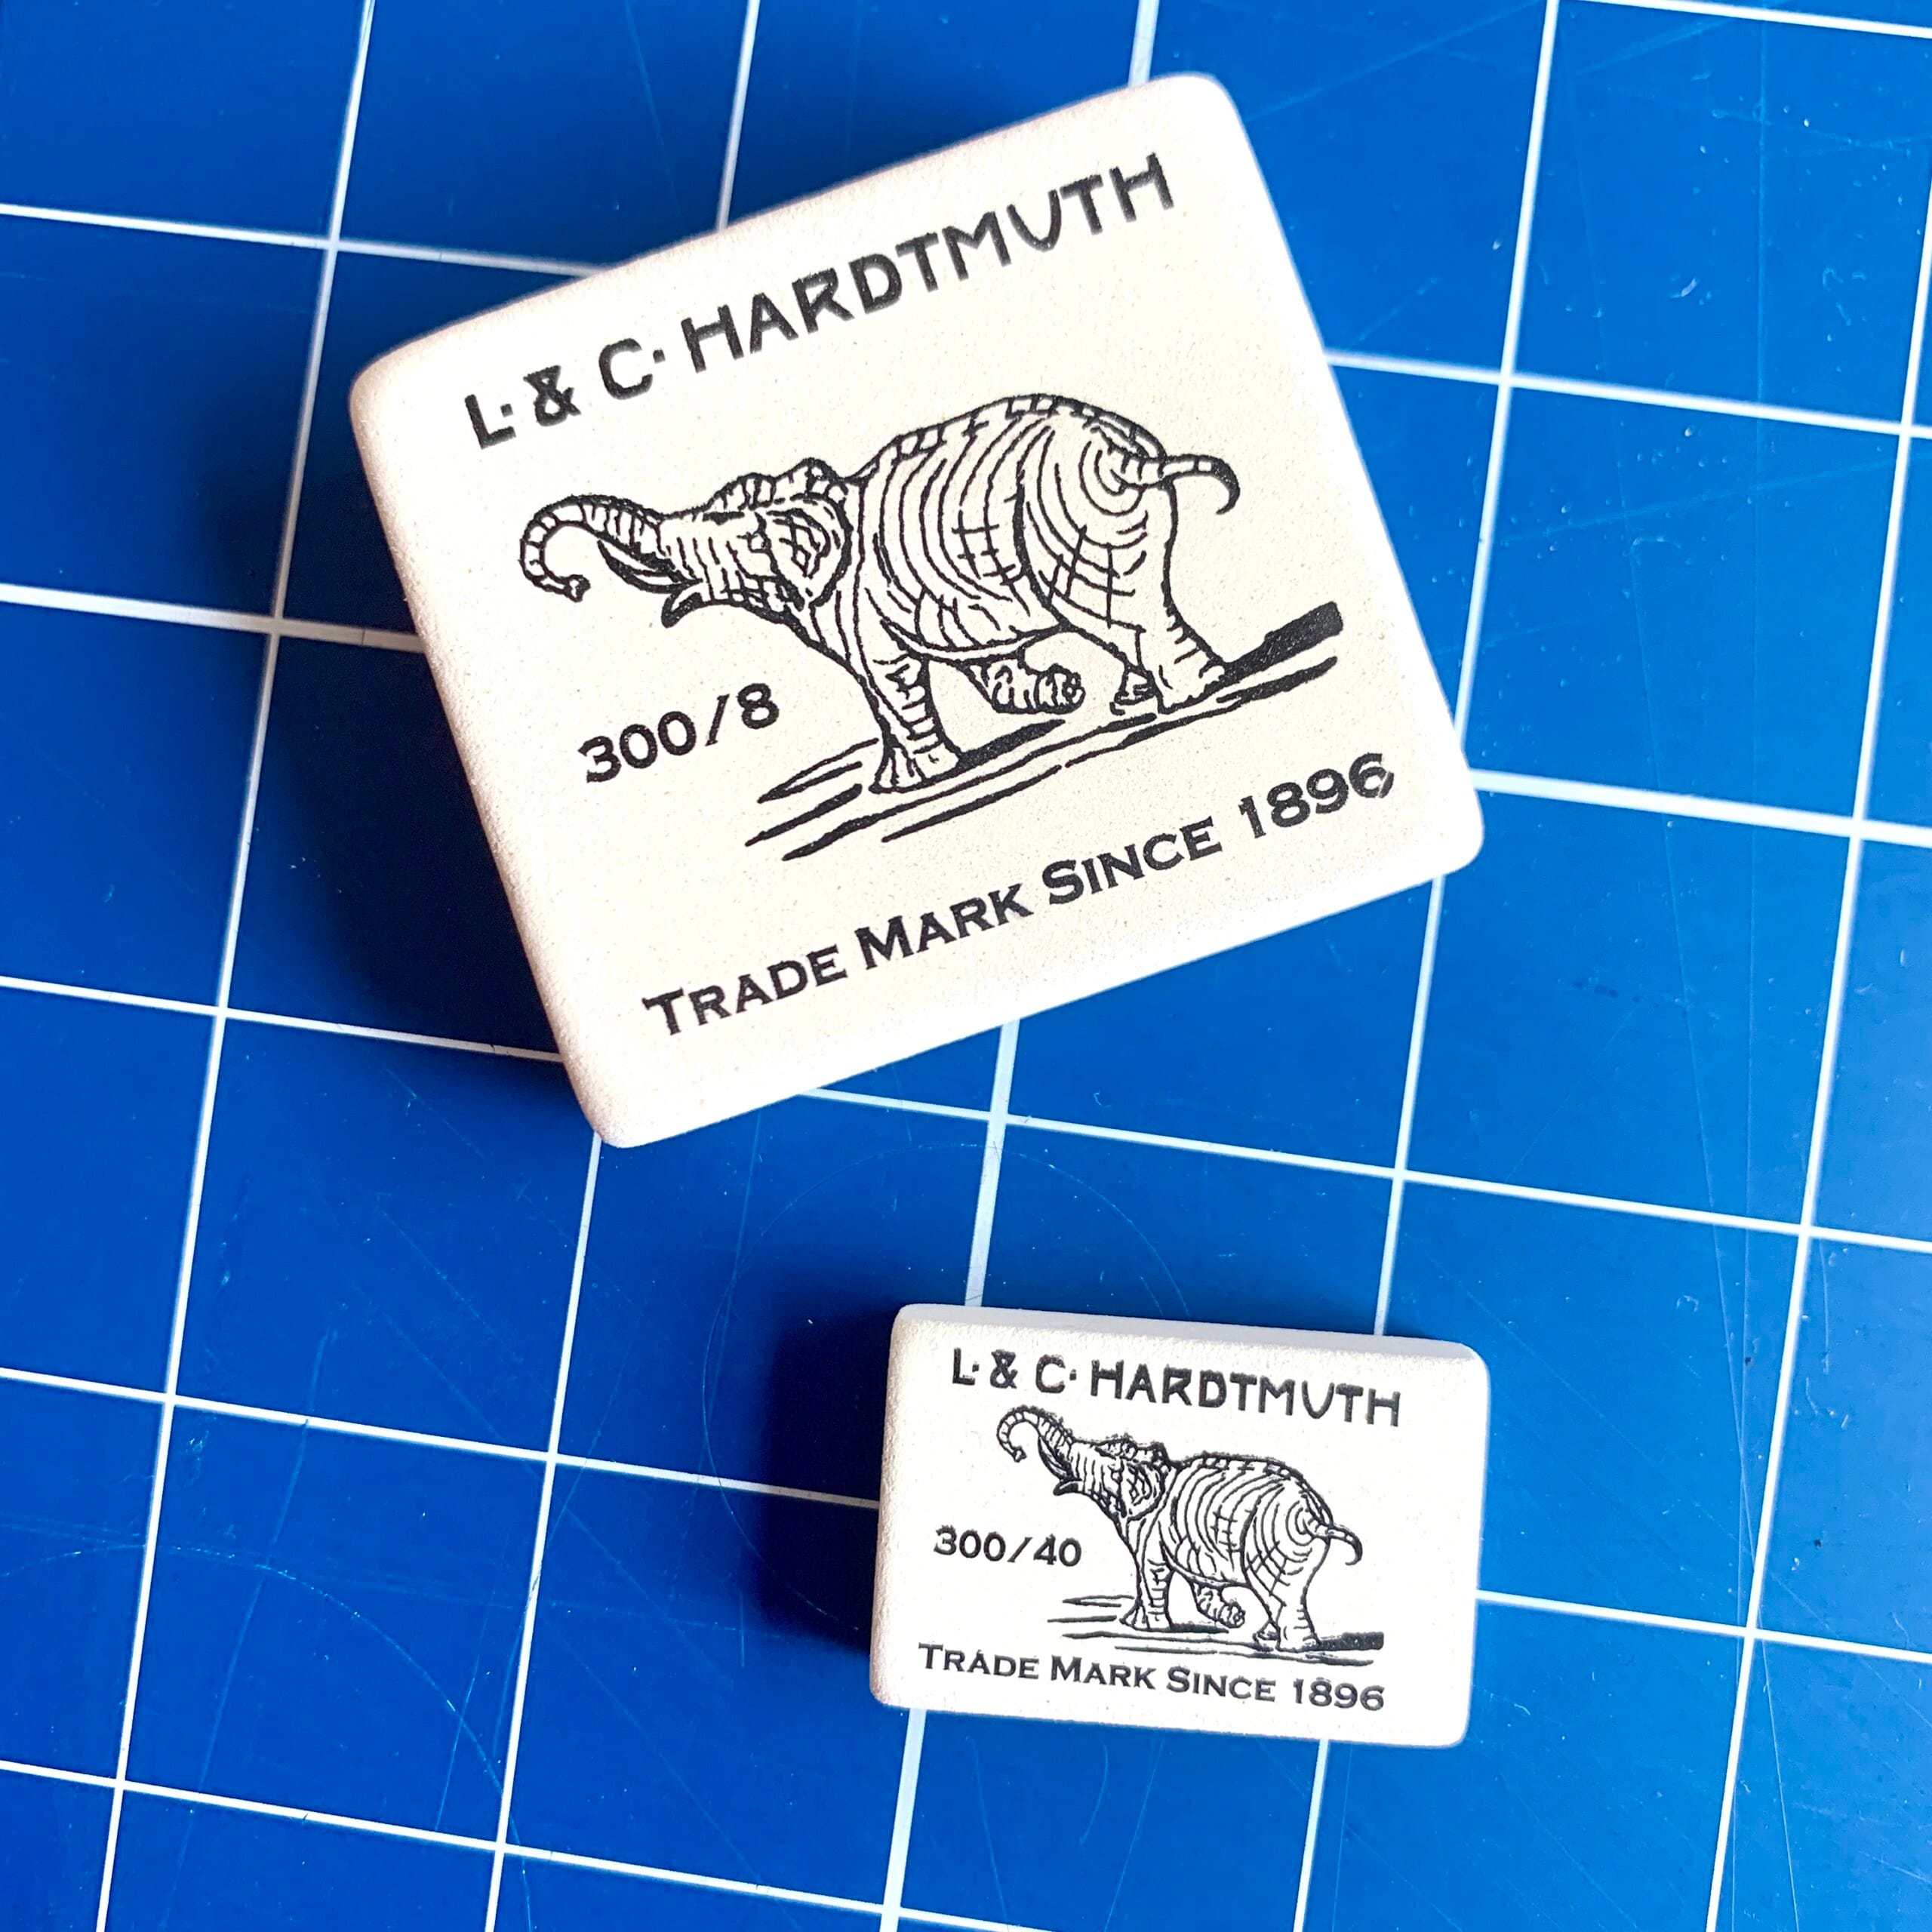 L· & C· HARDTMUTH
300/8
TRADE MARK SINCE 1896
L· & C· HARDTMUTH
300/40
TRADE MARK SINCE 1896